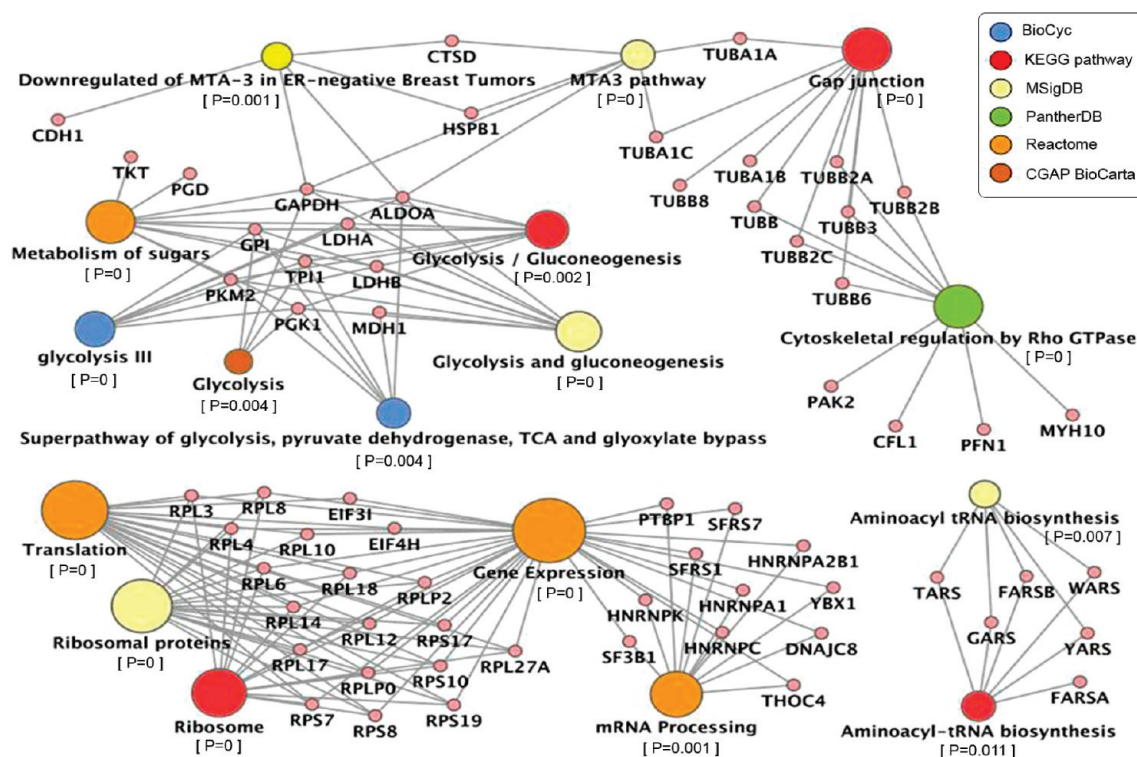 BioCyc
KEGG pathway
MSigDB
PantherDB
Reactome
CGAP BioCarta
CTSD
TUBA1A
Downregulated of MTA-3 in ER-negative Breast Tumors
[ P=0.001 ]
MTA3 pathway
[ P=0 ]
Gap junction
[ P=0 ]
CDH1
HSPB1
TUBA1C
TKT
PGD
TUBA1B
TUBB2A
TUBB8
TUBB
TUBB3
TUBB2B
GAPDH
ALDOA
Metabolism of sugars
[ P=0 ]
GPI
LDHA
Glycolysis / Gluconeogenesis
[ P=0.002 ]
TUBB2C
PKM2
TPI1
LDHB
TUBB6
PGK1
MDH1
glycolysis III
[ P=0 ]
Glycolysis
[ P=0.004 ]
Glycolysis and gluconeogenesis
[ P=0 ]
Cytoskeletal regulation by Rho GTPase
[ P=0 ]
PAK2
CFL1
PFN1
MYH10
Superpathway of glycolysis, pyruvate dehydrogenase, TCA and glyoxylate bypass
[ P=0.004 ]
RPL3
RPL8
EIF3I
PTBP1
SFRS7
Translation
[ P=0 ]
RPL4
RPL10
EIF4H
Gene Expression
[ P=0 ]
SFRS1
HNRNPA2B1
Aminoacyl tRNA biosynthesis
[ P=0.007 ]
RPL6
RPL18
RPLP2
HNRNPK
HNRNPA1
YBX1
TARS
FARSB
WARS
Ribosomal proteins
[ P=0 ]
RPL14
RPL12
RPS17
HNRNPC
DNAJC8
GARS
YARS
RPL17
RPL27A
SF3B1
RPLP0
RPS10
THOC4
FARSA
Ribosome
[ P=0 ]
RPS7
RPS8
RPS19
mRNA Processing
[ P=0.001 ]
Aminoacyl-tRNA biosynthesis
[ P=0.011 ]